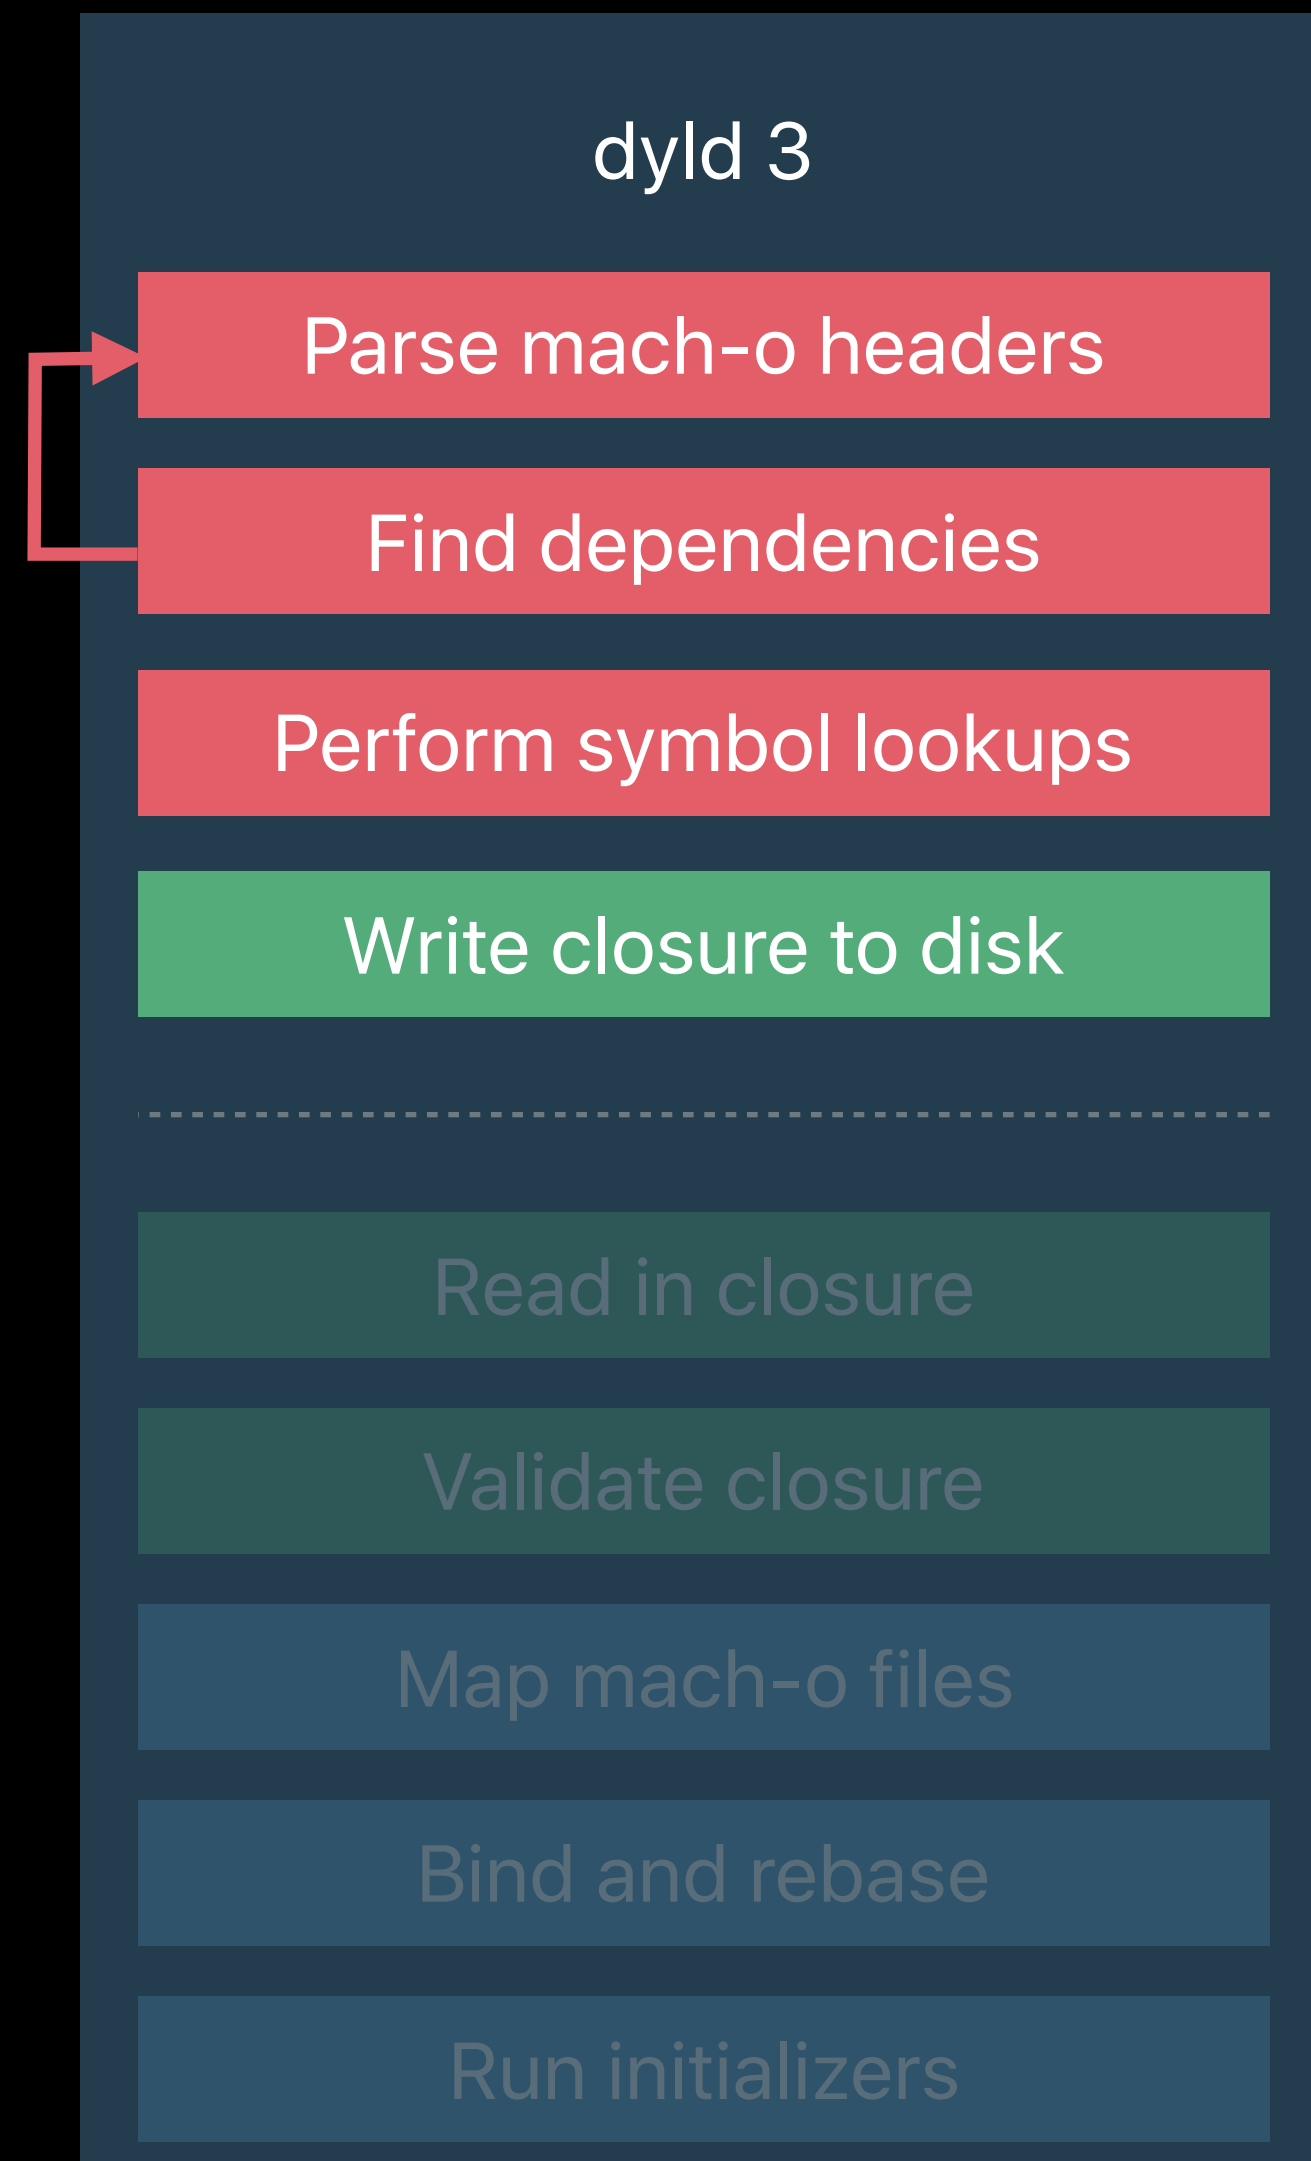 dyld 3
Parse mach-o headers
Find dependencies
Perform symbol lookups
Write closure to disk
Read in closure
Validate closure
Map mach-o files
Bind and rebase
Run initializers